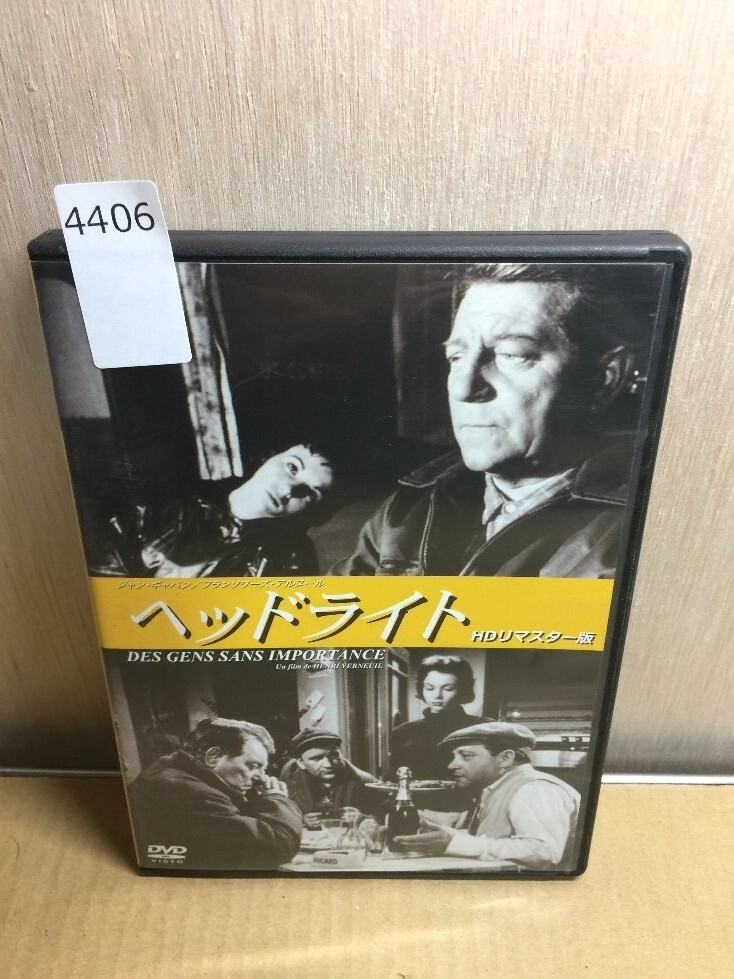 4406
ジャン・ギャバン/フランソワーズ・アルヌール
ヘッドライト HDリマスター版
DES GENS SANS IMPORTANCE
Un film de HENRI VERNEUIL
RICARD
DVD
VIDEO